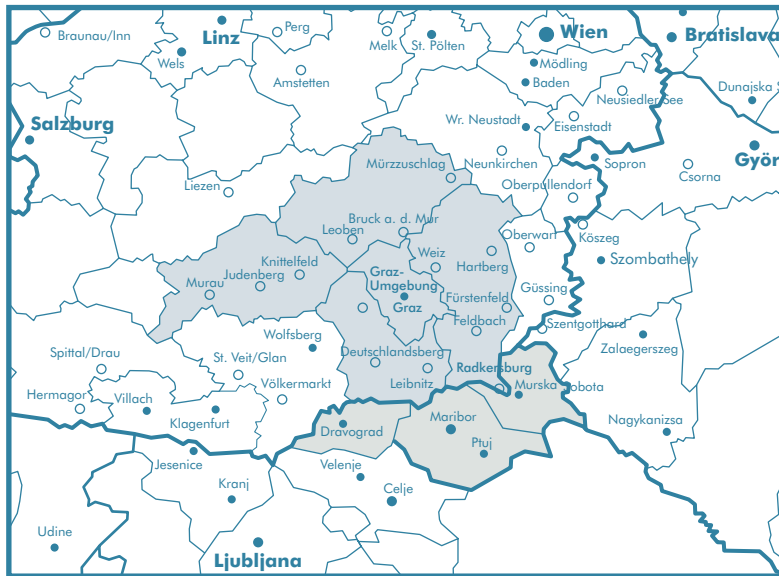 Braunau/Inn
Linz
Perg
Melk
St. Pölten
Wien
Bratislava
Wels
Amstetten
Mödling
Baden
Neusiedler See
Dunajska S
Salzburg
Wr. Neustadt
Eisenstadt
Györ
Mürzzuschlag
Neunkirchen
Sopron
Csorna
Liezen
Oberpullendorf
Bruck a. d. Mur
Leoben
Oberwart
Köszeg
Knittelfeld
Weiz
Hartberg
Szombathely
Judenberg
Murau
Graz-
Umgebung
Graz
Fürstenfeld
Güssing
Feldbach
Szentgotthard
Wolfsberg
Zalaegerszeg
Spittal/Drau
St. Veit/Glan
Deutschlandsberg
Radkersburg
Leibnitz
Murska Sobota
Hermagor
Villach
Völkermarkt
Klagenfurt
Dravograd
Maribor
Nagykanizsa
Ptuj
Jesenice
Velenje
Kranj
Celje
Udine
Ljubljana